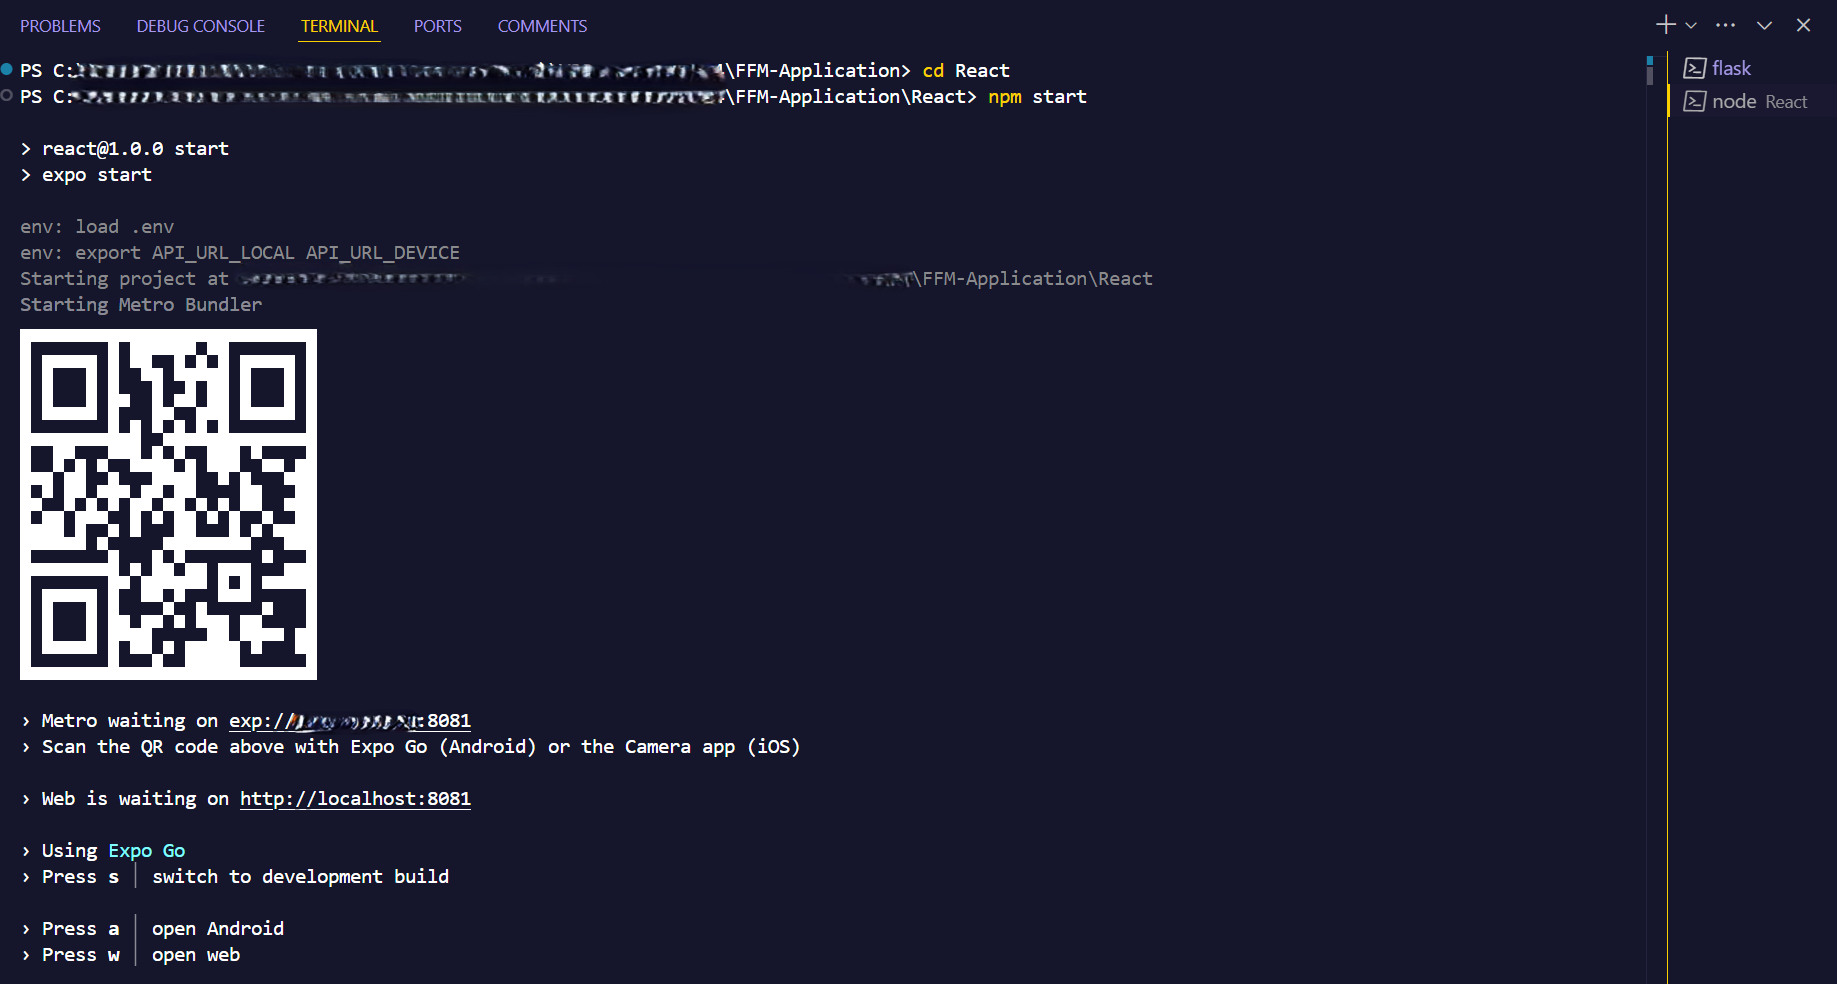 PROBLEMS DEBUG CONSOLE TERMINAL PORTS COMMENTS
PS C:\FFM-Application> cd React
PS C:\FFM-Application\React> npm start
> react@1.0.0 start
> expo start
env: load .env
env: export API_URL_LOCAL API_URL_DEVICE
Starting project at \FFM-Application\React
Starting Metro Bundler
› Metro waiting on exp://:8081
› Scan the QR code above with Expo Go (Android) or the Camera app (iOS)
› Web is waiting on http://localhost:8081
› Using Expo Go
› Press s │ switch to development build
› Press a │ open Android
› Press w │ open web
flask
node React